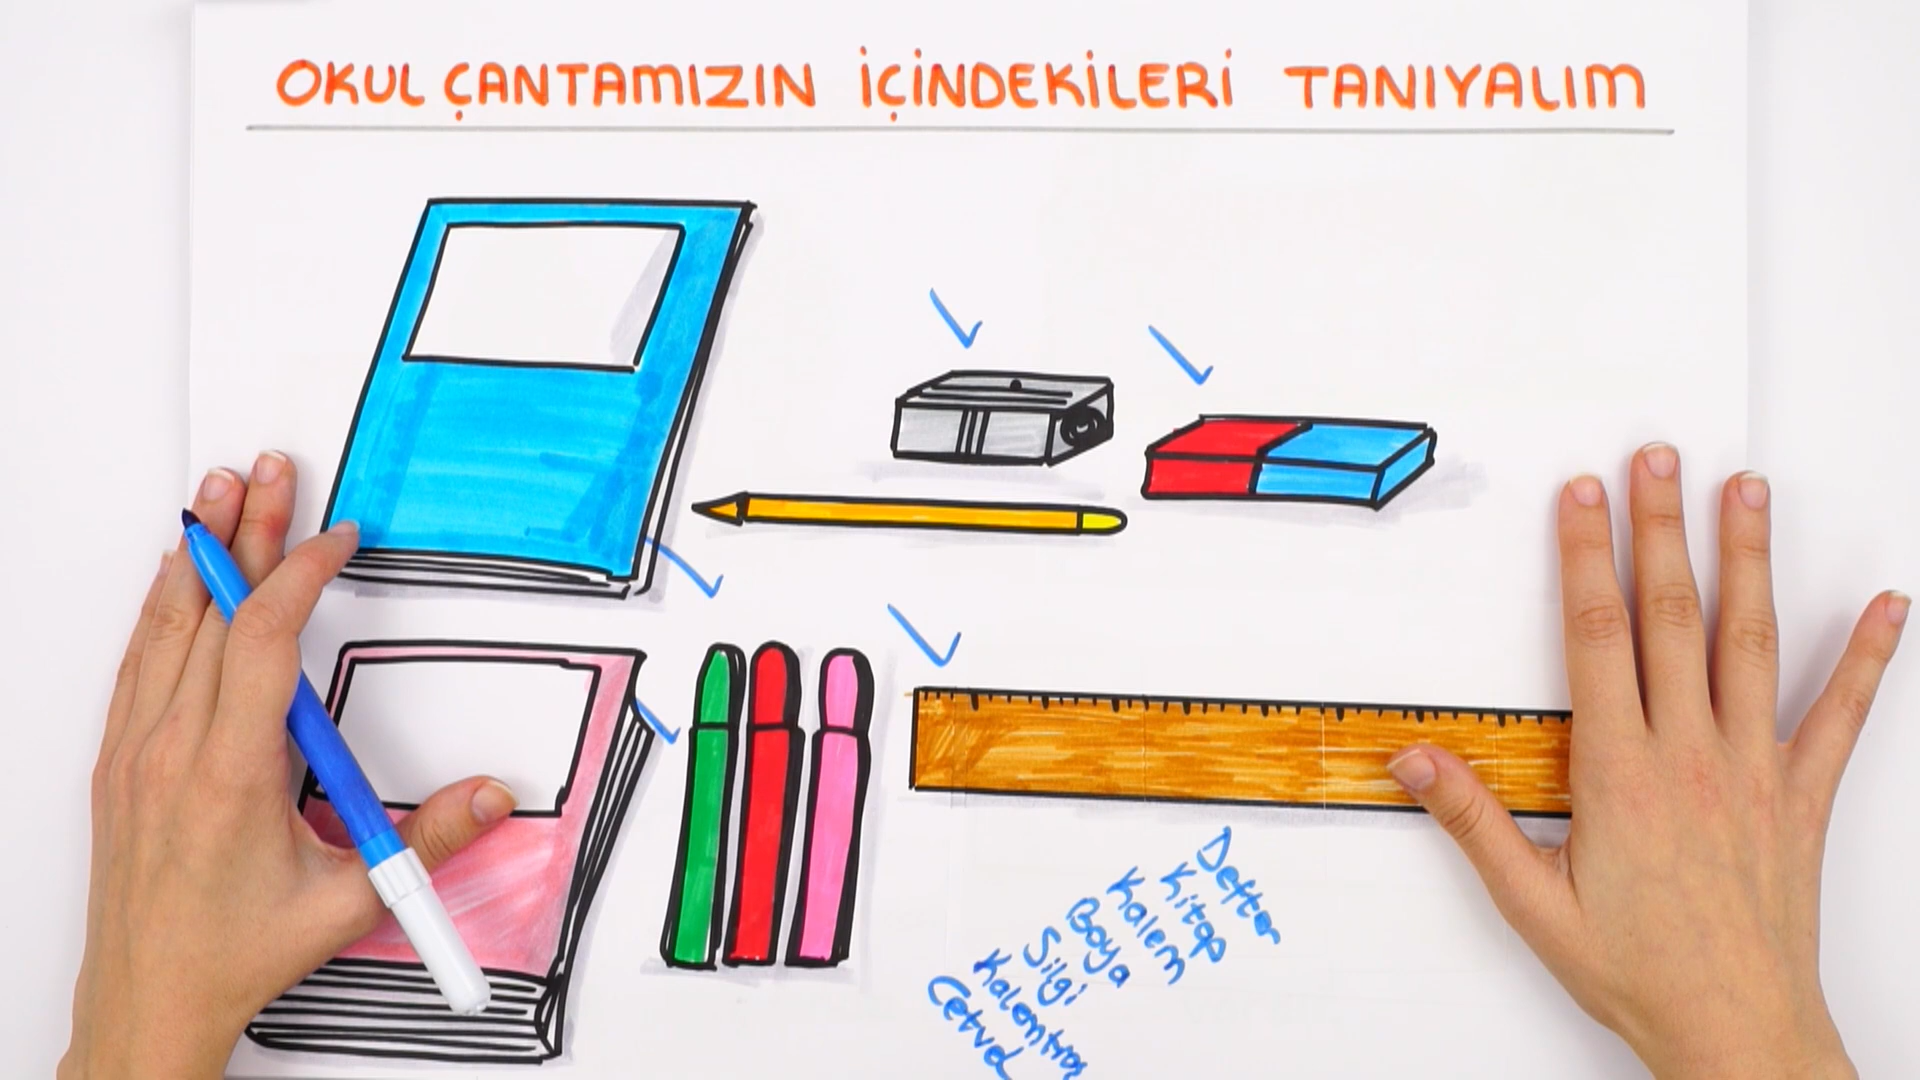 OKUL ÇANTAMIZIN İÇİNDEKİLERİ TANIYALIM
Defter
Kitap
Kalem
Boya
Silgi
Kalemtraş
Cetvel